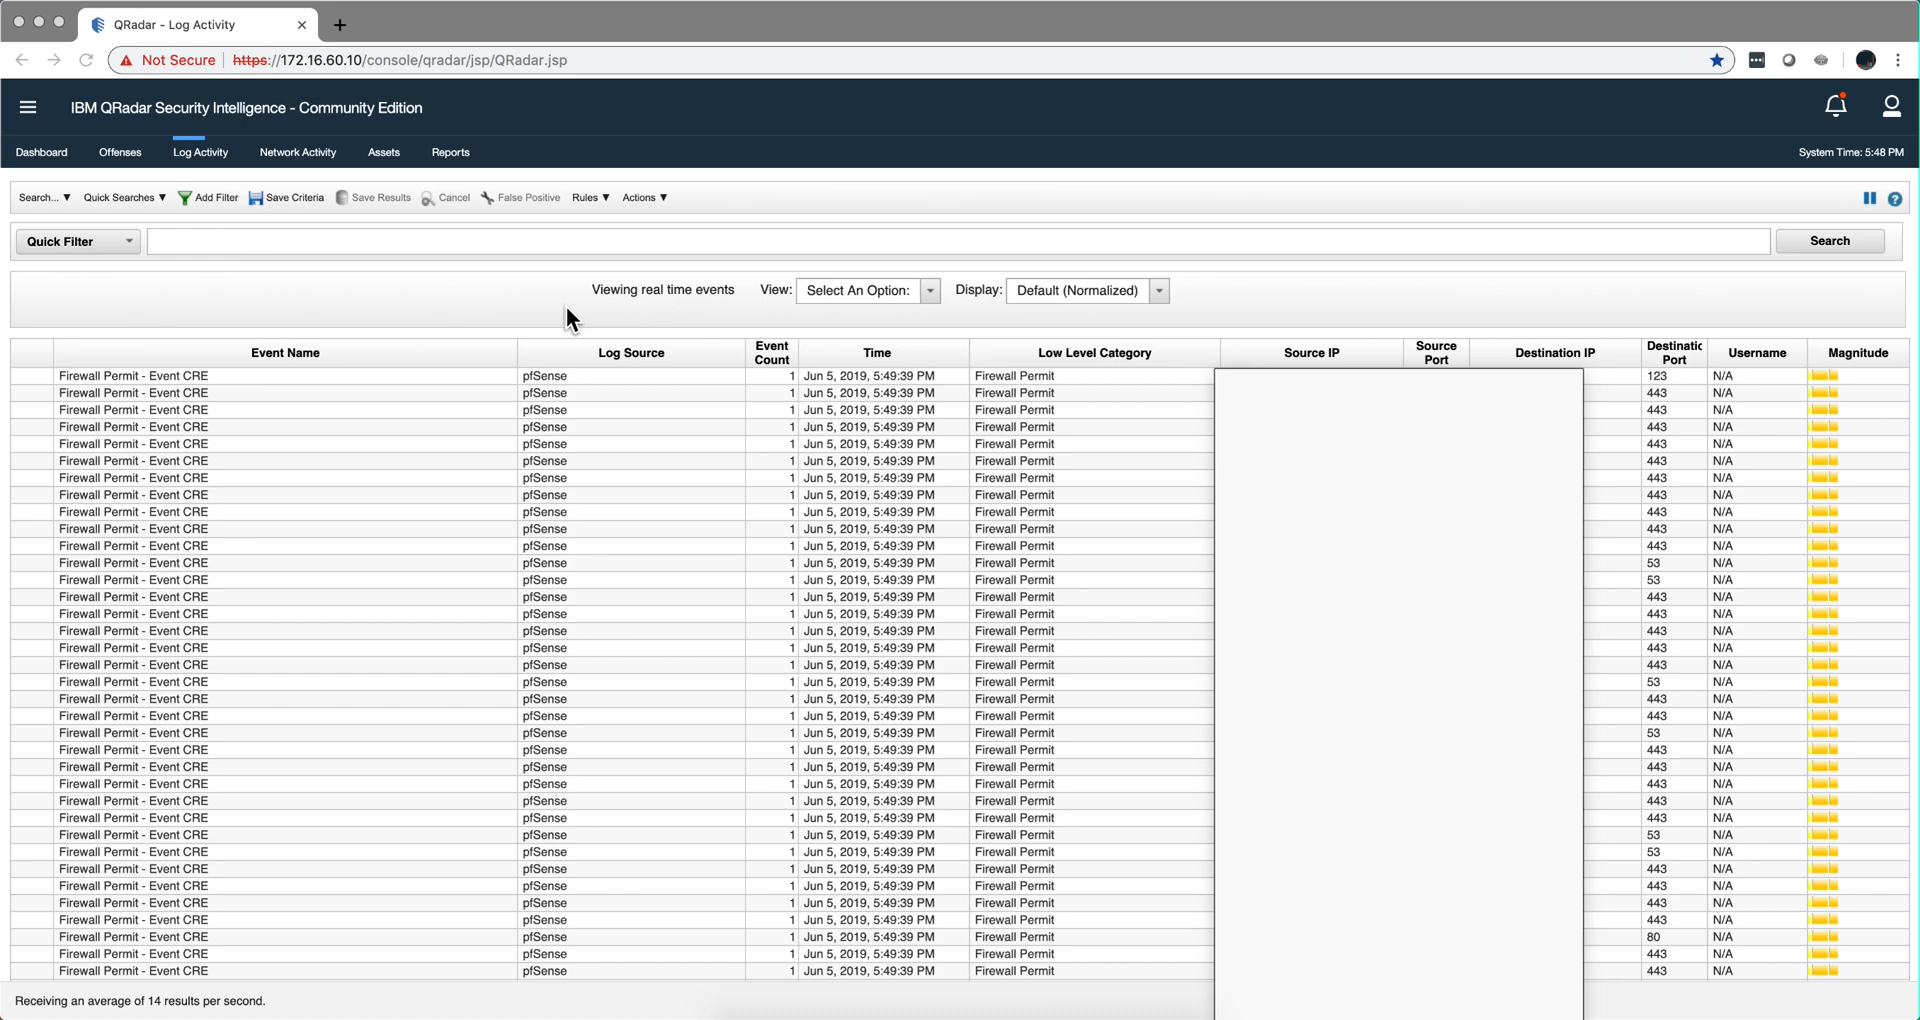 QRadar - Log Activity
Not Secure https://172.16.60.10/console/qradar/jsp/QRadar.jsp
IBM QRadar Security Intelligence - Community Edition
Dashboard Offenses Log Activity Network Activity Assets Reports System Time: 5:48 PM
Search... Quick Searches Add Filter Save Criteria Save Results Cancel False Positive Rules Actions
Quick Filter Search
Viewing real time events View: Select An Option: Display: Default (Normalized)
Event Name Log Source Event Count Time Low Level Category Source IP Source Port Destination IP Destinatic Port Username Magnitude
Firewall Permit - Event CRE pfSense 1 Jun 5, 2019, 5:49:39 PM Firewall Permit 123 N/A
Firewall Permit - Event CRE pfSense 1 Jun 5, 2019, 5:49:39 PM Firewall Permit 443 N/A
Firewall Permit - Event CRE pfSense 1 Jun 5, 2019, 5:49:39 PM Firewall Permit 443 N/A
Firewall Permit - Event CRE pfSense 1 Jun 5, 2019, 5:49:39 PM Firewall Permit 443 N/A
Firewall Permit - Event CRE pfSense 1 Jun 5, 2019, 5:49:39 PM Firewall Permit 443 N/A
Firewall Permit - Event CRE pfSense 1 Jun 5, 2019, 5:49:39 PM Firewall Permit 443 N/A
Firewall Permit - Event CRE pfSense 1 Jun 5, 2019, 5:49:39 PM Firewall Permit 443 N/A
Firewall Permit - Event CRE pfSense 1 Jun 5, 2019, 5:49:39 PM Firewall Permit 443 N/A
Firewall Permit - Event CRE pfSense 1 Jun 5, 2019, 5:49:39 PM Firewall Permit 443 N/A
Firewall Permit - Event CRE pfSense 1 Jun 5, 2019, 5:49:39 PM Firewall Permit 443 N/A
Firewall Permit - Event CRE pfSense 1 Jun 5, 2019, 5:49:39 PM Firewall Permit 443 N/A
Firewall Permit - Event CRE pfSense 1 Jun 5, 2019, 5:49:39 PM Firewall Permit 53 N/A
Firewall Permit - Event CRE pfSense 1 Jun 5, 2019, 5:49:39 PM Firewall Permit 53 N/A
Firewall Permit - Event CRE pfSense 1 Jun 5, 2019, 5:49:39 PM Firewall Permit 443 N/A
Firewall Permit - Event CRE pfSense 1 Jun 5, 2019, 5:49:39 PM Firewall Permit 443 N/A
Firewall Permit - Event CRE pfSense 1 Jun 5, 2019, 5:49:39 PM Firewall Permit 443 N/A
Firewall Permit - Event CRE pfSense 1 Jun 5, 2019, 5:49:39 PM Firewall Permit 443 N/A
Firewall Permit - Event CRE pfSense 1 Jun 5, 2019, 5:49:39 PM Firewall Permit 443 N/A
Firewall Permit - Event CRE pfSense 1 Jun 5, 2019, 5:49:39 PM Firewall Permit 53 N/A
Firewall Permit - Event CRE pfSense 1 Jun 5, 2019, 5:49:39 PM Firewall Permit 443 N/A
Firewall Permit - Event CRE pfSense 1 Jun 5, 2019, 5:49:39 PM Firewall Permit 443 N/A
Firewall Permit - Event CRE pfSense 1 Jun 5, 2019, 5:49:39 PM Firewall Permit 53 N/A
Firewall Permit - Event CRE pfSense 1 Jun 5, 2019, 5:49:39 PM Firewall Permit 443 N/A
Firewall Permit - Event CRE pfSense 1 Jun 5, 2019, 5:49:39 PM Firewall Permit 443 N/A
Firewall Permit - Event CRE pfSense 1 Jun 5, 2019, 5:49:39 PM Firewall Permit 443 N/A
Firewall Permit - Event CRE pfSense 1 Jun 5, 2019, 5:49:39 PM Firewall Permit 443 N/A
Firewall Permit - Event CRE pfSense 1 Jun 5, 2019, 5:49:39 PM Firewall Permit 443 N/A
Firewall Permit - Event CRE pfSense 1 Jun 5, 2019, 5:49:39 PM Firewall Permit 53 N/A
Firewall Permit - Event CRE pfSense 1 Jun 5, 2019, 5:49:39 PM Firewall Permit 53 N/A
Firewall Permit - Event CRE pfSense 1 Jun 5, 2019, 5:49:39 PM Firewall Permit 443 N/A
Firewall Permit - Event CRE pfSense 1 Jun 5, 2019, 5:49:39 PM Firewall Permit 443 N/A
Firewall Permit - Event CRE pfSense 1 Jun 5, 2019, 5:49:39 PM Firewall Permit 443 N/A
Firewall Permit - Event CRE pfSense 1 Jun 5, 2019, 5:49:39 PM Firewall Permit 443 N/A
Firewall Permit - Event CRE pfSense 1 Jun 5, 2019, 5:49:39 PM Firewall Permit 80 N/A
Firewall Permit - Event CRE pfSense 1 Jun 5, 2019, 5:49:39 PM Firewall Permit 443 N/A
Firewall Permit - Event CRE pfSense 1 Jun 5, 2019, 5:49:39 PM Firewall Permit 443 N/A
Receiving an average of 14 results per second.